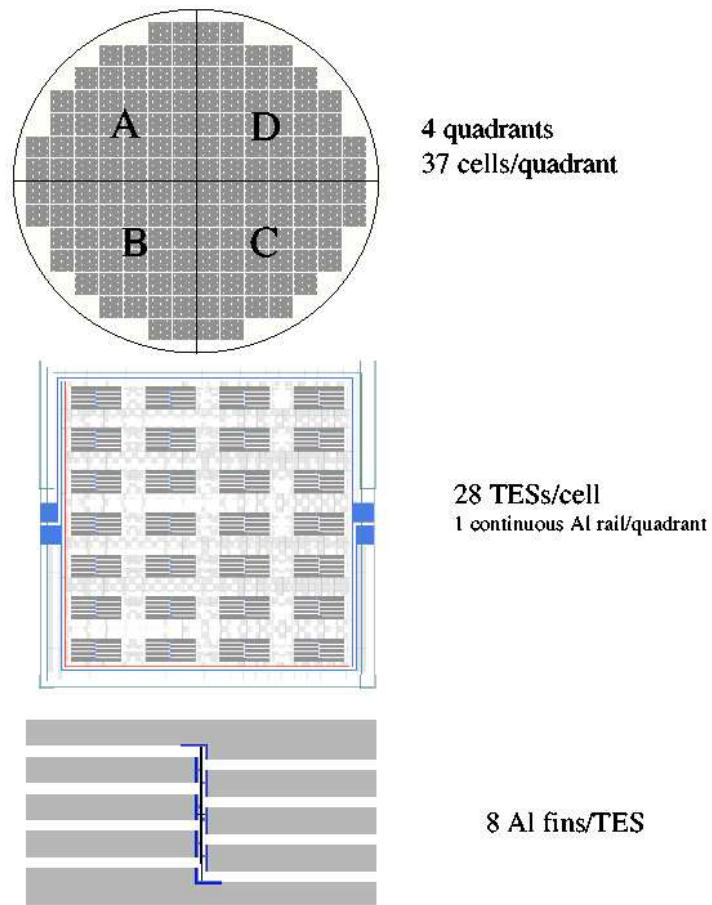 A
D
4 quadrants
37 cells/quadrant
B
C
28 TESs/cell
1 continuous Al rail/quadrant
8 Al fins/TES